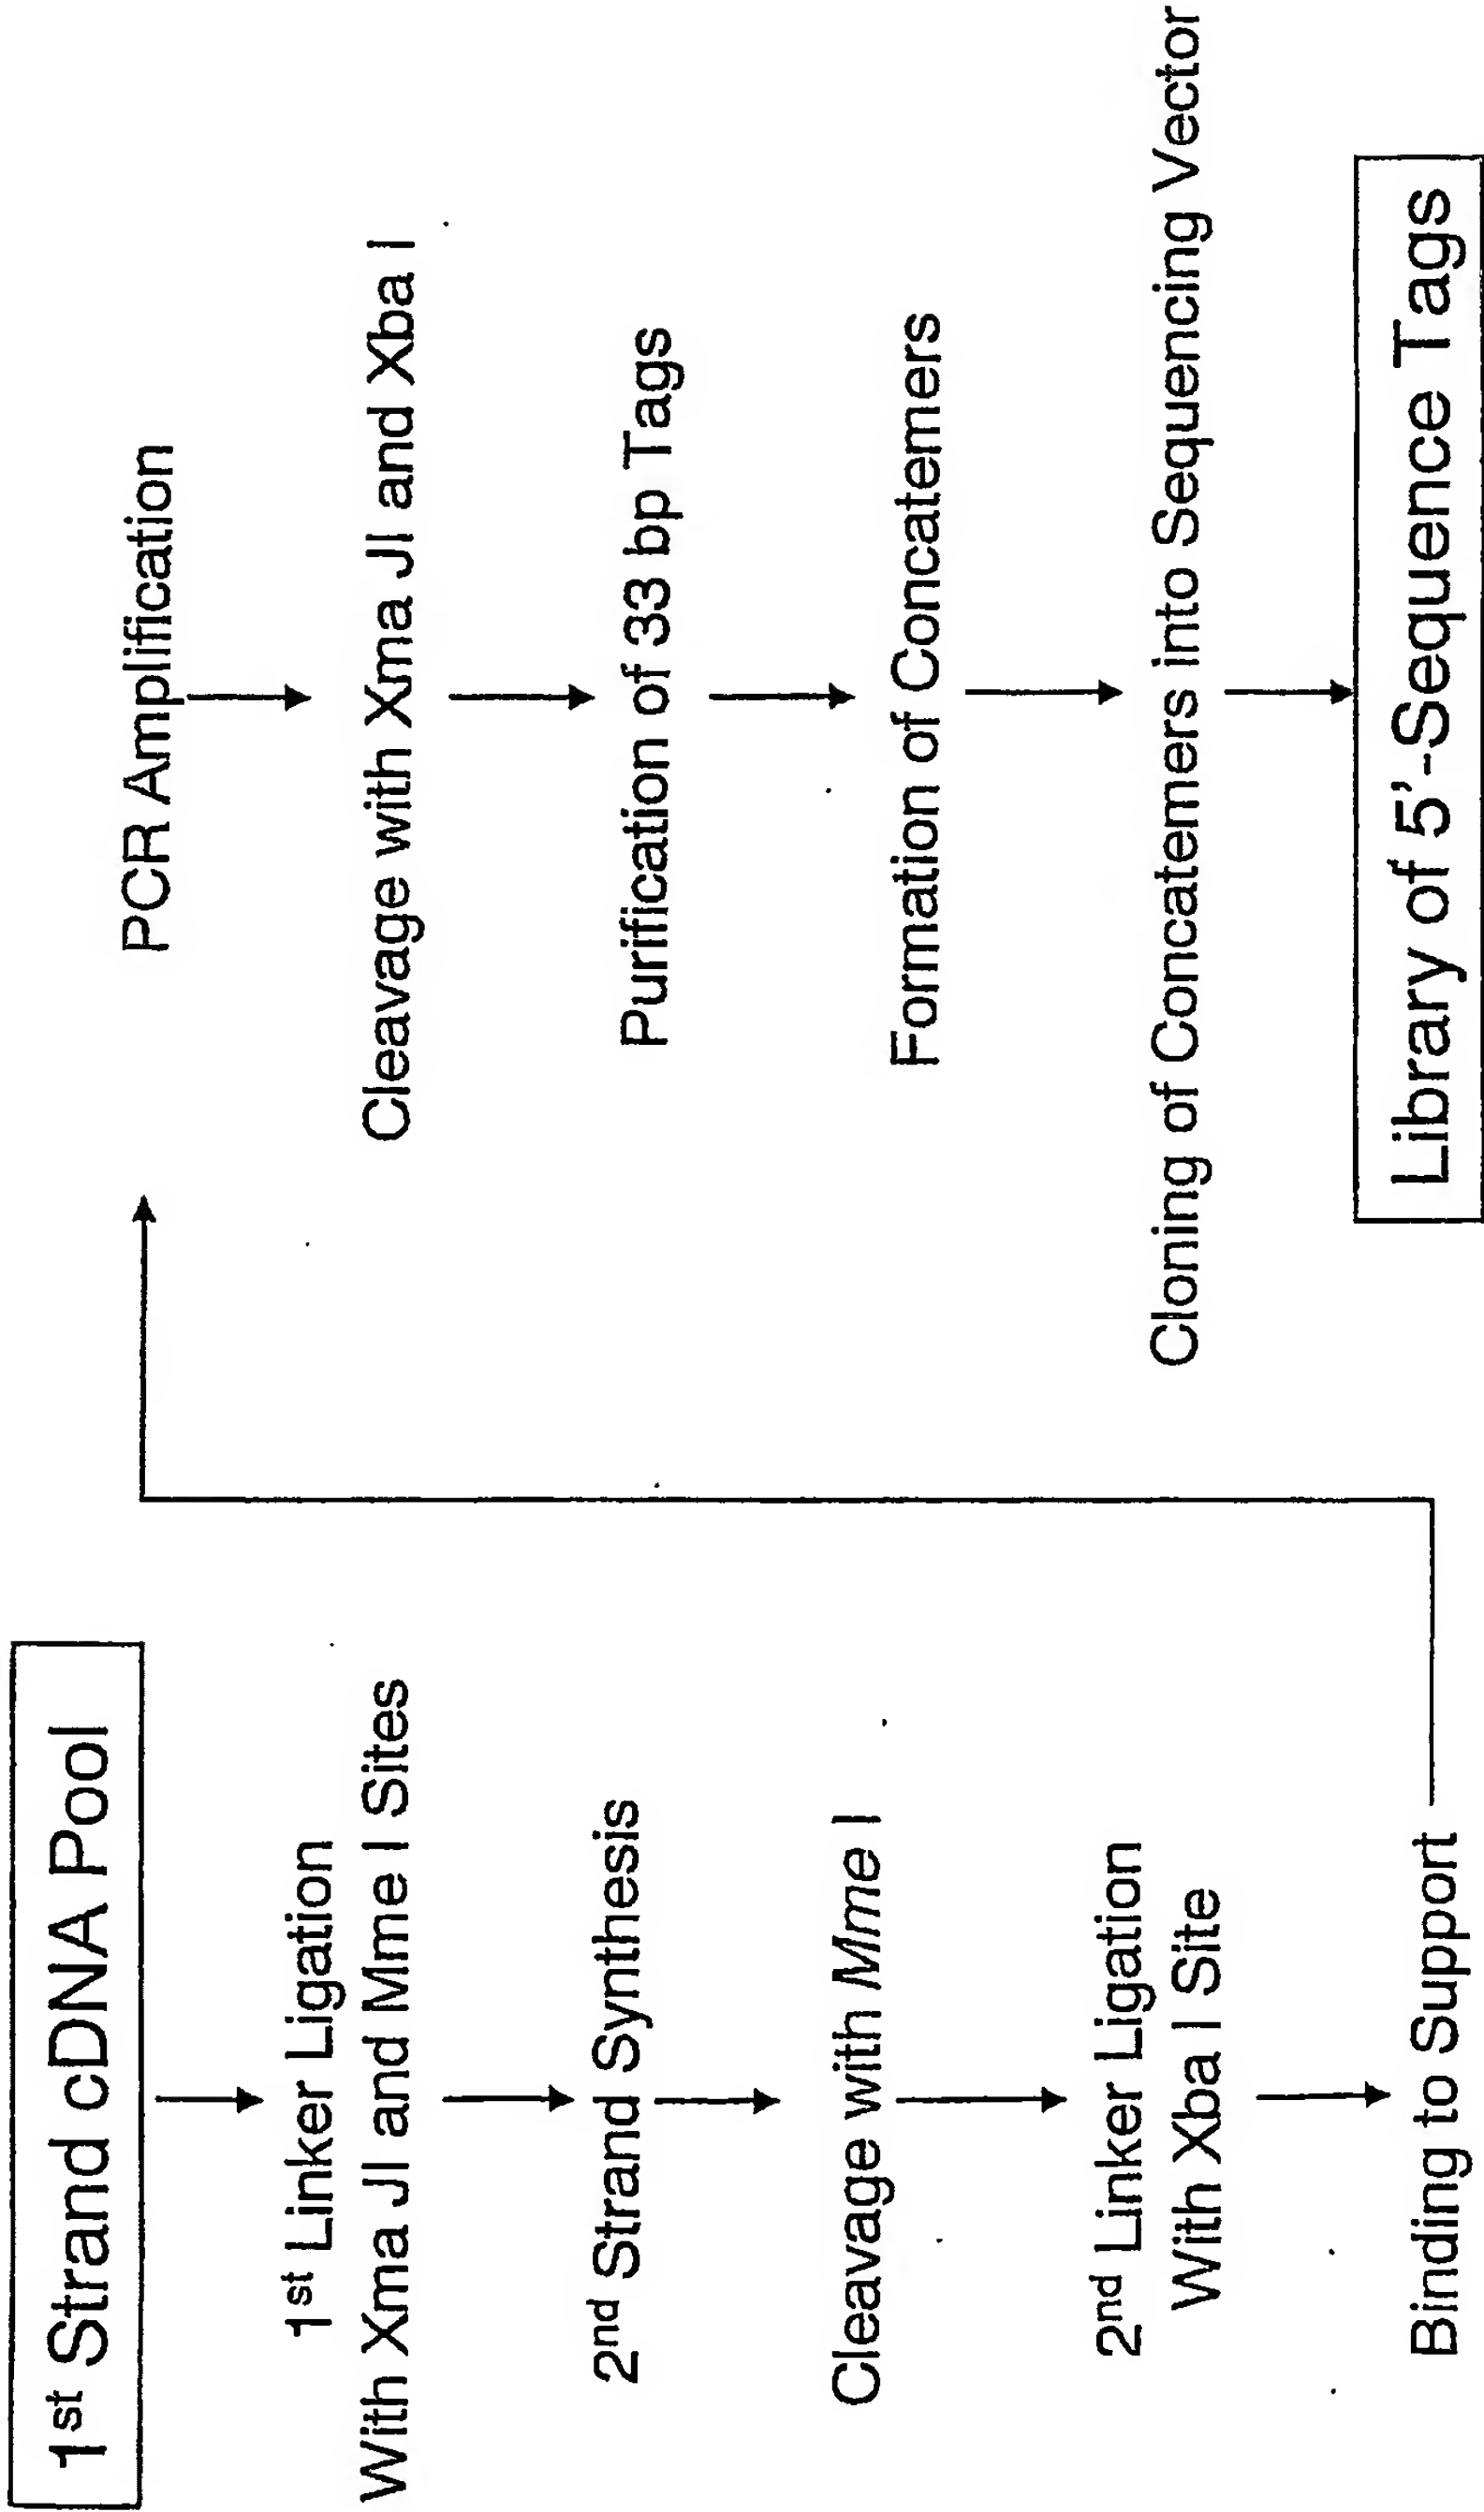 1st Strand cDNA Pool
1st Linker Ligation
With Xma JI and Mme I Sites
2nd Strand Synthesis
Cleavage with Mme I
2nd Linker Ligation
With Xba I Site
Binding to Support
PCR Amplification
Cleavage with Xma JI and Xba I
Purification of 33 bp Tags
Formation of Concatemers
Cloning of Concatemers into Sequencing Vector
Library of 5'-Sequence Tags